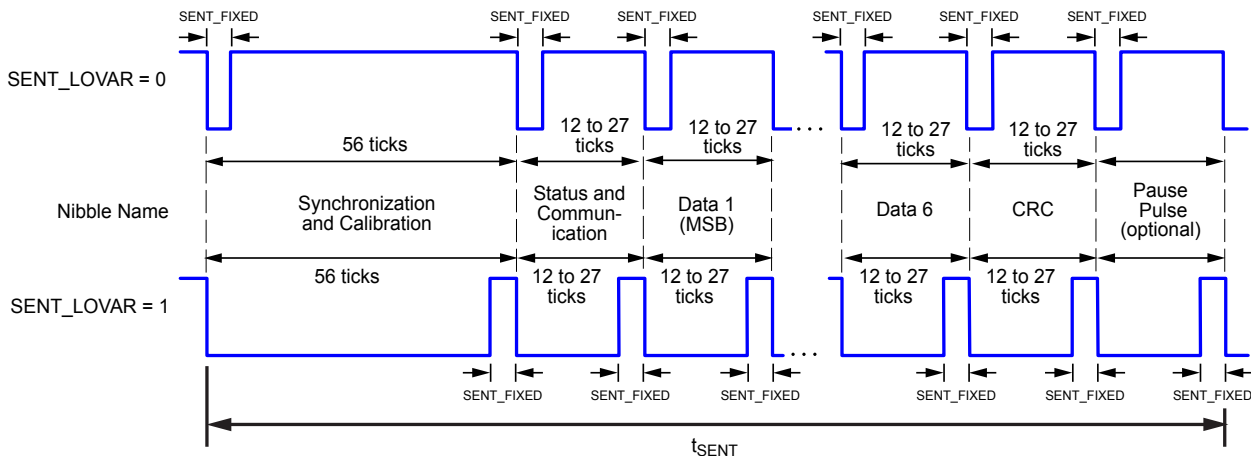 SENT_FIXED SENT_FIXED SENT_FIXED SENT_FIXED SENT_FIXED SENT_FIXED
SENT_LOVAR = 0
56 ticks
12 to 27 ticks
12 to 27 ticks
. . .
12 to 27 ticks
12 to 27 ticks
Nibble Name
Synchronization
and Calibration
Status and
Commun-
ication
Data 1
(MSB)
Data 6
CRC
Pause
Pulse
(optional)
56 ticks
12 to 27
ticks
12 to 27
ticks
12 to 27
ticks
12 to 27
ticks
SENT_LOVAR = 1
. . .
SENT_FIXED SENT_FIXED SENT_FIXED SENT_FIXED SENT_FIXED SENT_FIXED
tSENT